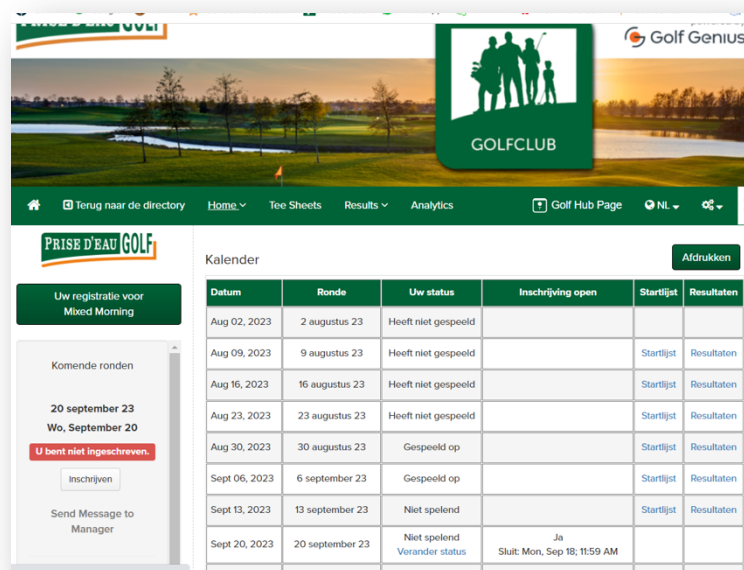 PRISE D'EAU GOLF
Golf Genius
GOLFCLUB
Terug naar de directory Home Tee Sheets Results Analytics Golf Hub Page NL
PRISE D'EAU GOLF
Uw registratie voor
Mixed Morning
Komende ronden
20 september 23
Wo, September 20
U bent niet ingeschreven.
Inschrijven
Send Message to
Manager
Kalender
Afdrukken
Datum Ronde Uw status Inschrijving open Startlijst Resultaten
Aug 02, 2023 2 augustus 23 Heeft niet gespeeld
Aug 09, 2023 9 augustus 23 Heeft niet gespeeld Startlijst Resultaten
Aug 16, 2023 16 augustus 23 Heeft niet gespeeld Startlijst Resultaten
Aug 23, 2023 23 augustus 23 Heeft niet gespeeld Startlijst Resultaten
Aug 30, 2023 30 augustus 23 Gespeeld op Startlijst Resultaten
Sept 06, 2023 6 september 23 Gespeeld op Startlijst Resultaten
Sept 13, 2023 13 september 23 Niet spelend Startlijst Resultaten
Sept 20, 2023 20 september 23 Niet spelend Ja
Verander status Sluit: Mon, Sep 18; 11:59 AM